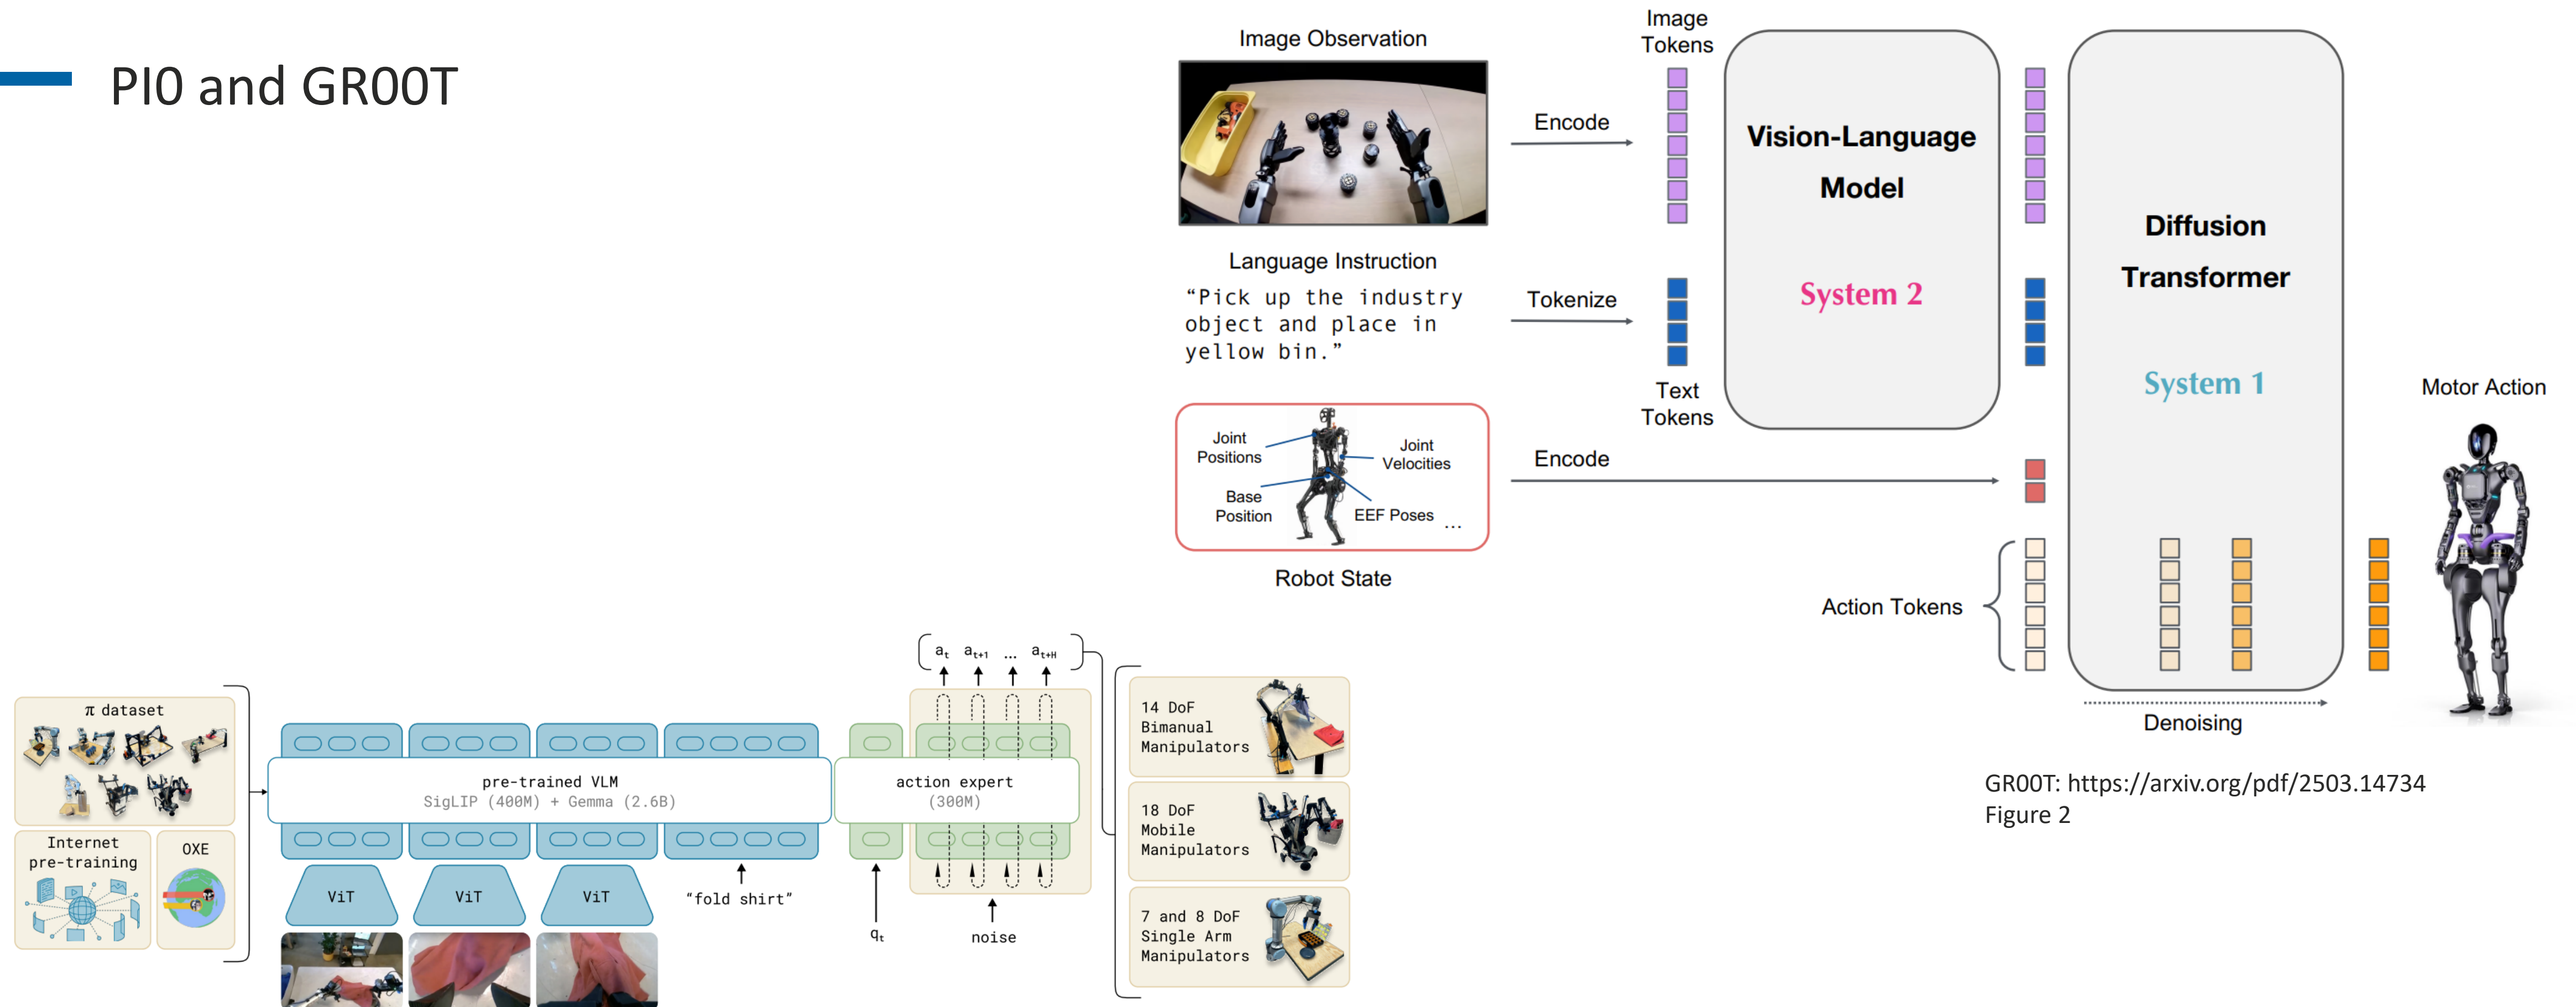 PI0 and GR00T
Image Observation
Encode
Image
Tokens
Vision-Language
Model
System 2
Language Instruction
“Pick up the industry
object and place in
yellow bin.”
Tokenize
Text
Tokens
Joint
Positions
Joint
Velocities
Base
Position
EEF Poses ...
Robot State
Encode
Diffusion
Transformer
System 1
Action Tokens
Denoising
Motor Action
GR00T: https://arxiv.org/pdf/2503.14734
Figure 2
π dataset
Internet
pre-training
OXE
pre-trained VLM
SigLIP (400M) + Gemma (2.6B)
ViT
ViT
ViT
“fold shirt”
action expert
(300M)
qt
noise
at at+1 ... at+H
14 DoF
Bimanual
Manipulators
18 DoF
Mobile
Manipulators
7 and 8 DoF
Single Arm
Manipulators